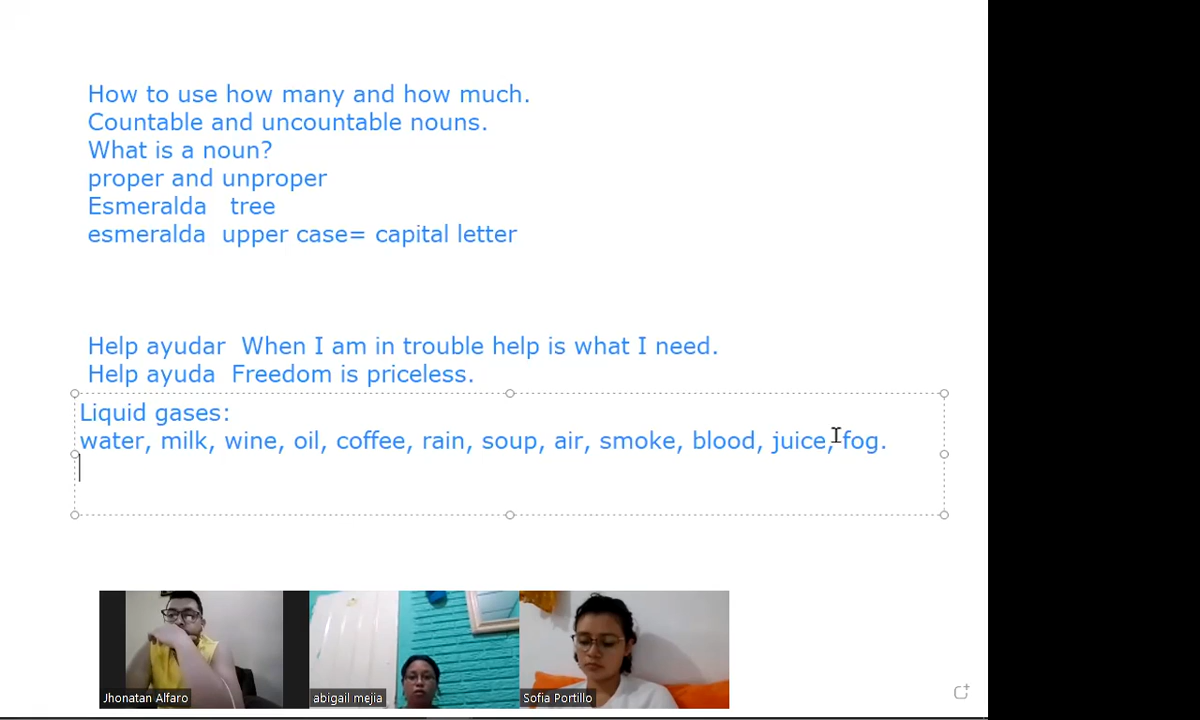 How to use how many and how much.
Countable and uncountable nouns.
What is a noun?
proper and unproper
Esmeralda tree
esmeralda upper case= capital letter
Help ayudar When I am in trouble help is what I need.
Help ayuda Freedom is priceless.
Liquid gases:
water, milk, wine, oil, coffee, rain, soup, air, smoke, blood, juice, fog.
Jhonatan Alfaro
abigail mejia
Sofia Portillo